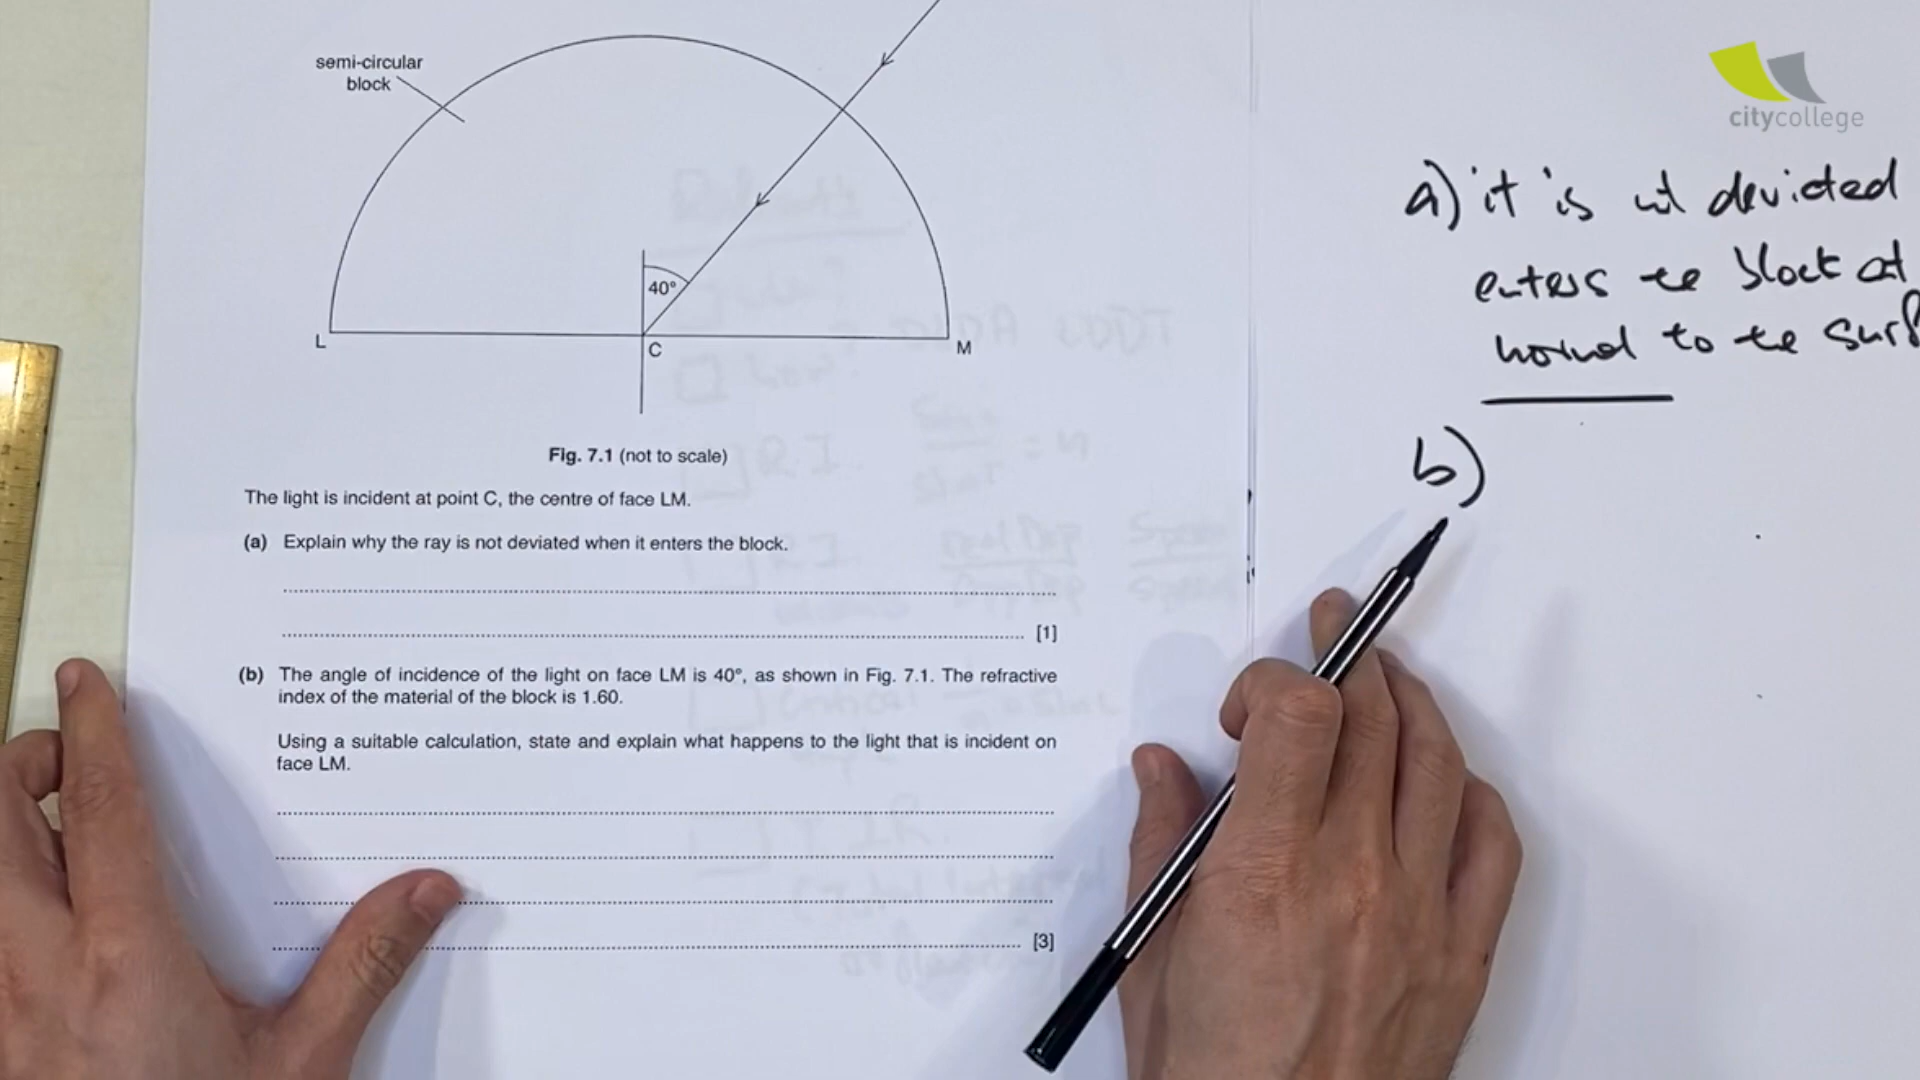 semi-circular
block
citycollege
40°
L
C
M
Fig. 7.1 (not to scale)
The light is incident at point C, the centre of face LM.
(a) Explain why the ray is not deviated when it enters the block.
[1]
(b) The angle of incidence of the light on face LM is 40°, as shown in Fig. 7.1. The refractive
index of the material of the block is 1.60.
Using a suitable calculation, state and explain what happens to the light that is incident on
face LM.
[3]
a) it is devicted
enters the block at
normal to the surf
b)